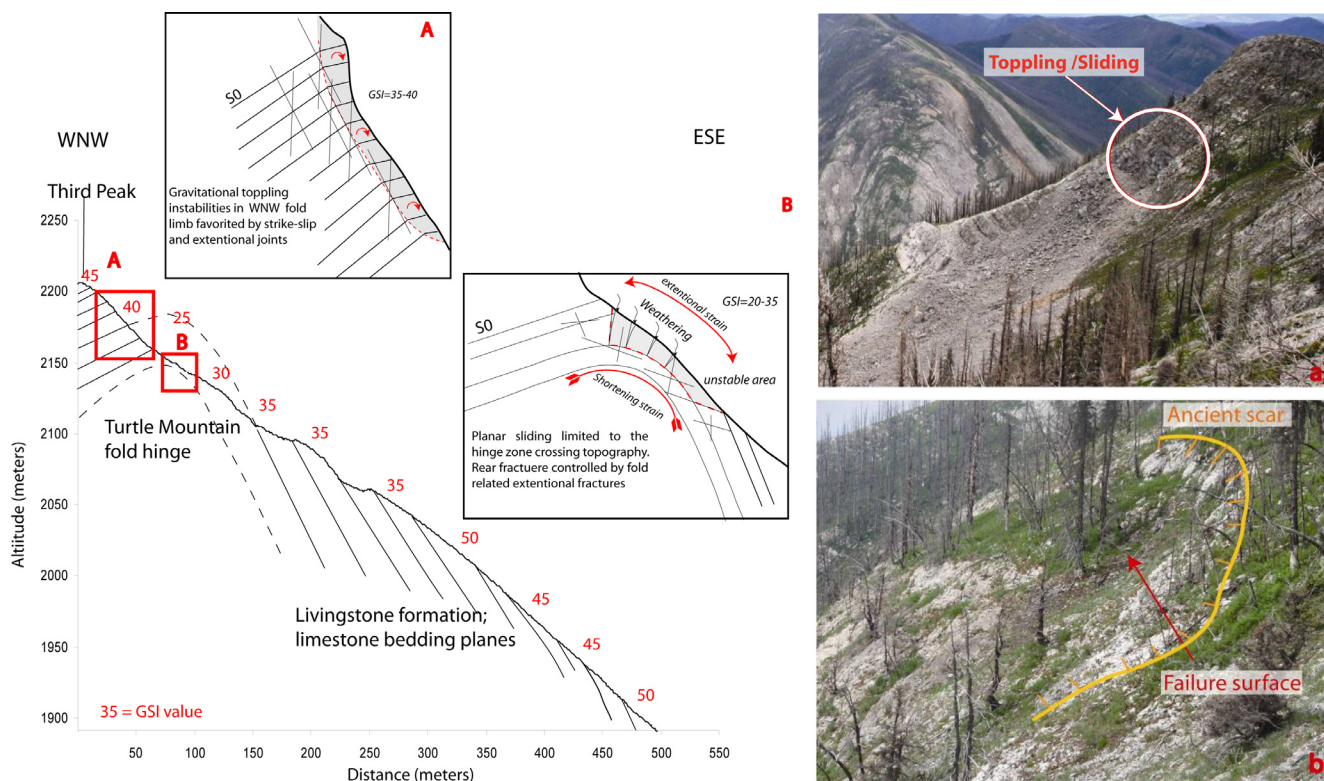 WNW
ESE
Third Peak
A
S0
GSI=35-40
Gravitational toppling
instabilities in WNW fold
limb favorited by strike-slip
and extentional joints
B
S0
extentional strain
GSI=20-35
Weathering
unstable area
Shortening strain
Planar sliding limited to the
hinge zone crossing topography.
Rear fractuere controlled by fold
related extentional fractures
2250
2200
2150
2100
2050
2000
1950
1900
Altiitude (meters)
45
A
40
25
B
30
35
35
35
50
45
45
50
Turtle Mountain
fold hinge
Livingstone formation;
limestone bedding planes
35 = GSI value
50
100
150
200
250
300
350
400
450
500
550
Distance (meters)
Toppling /Sliding
a
Ancient scar
Failure surface
b